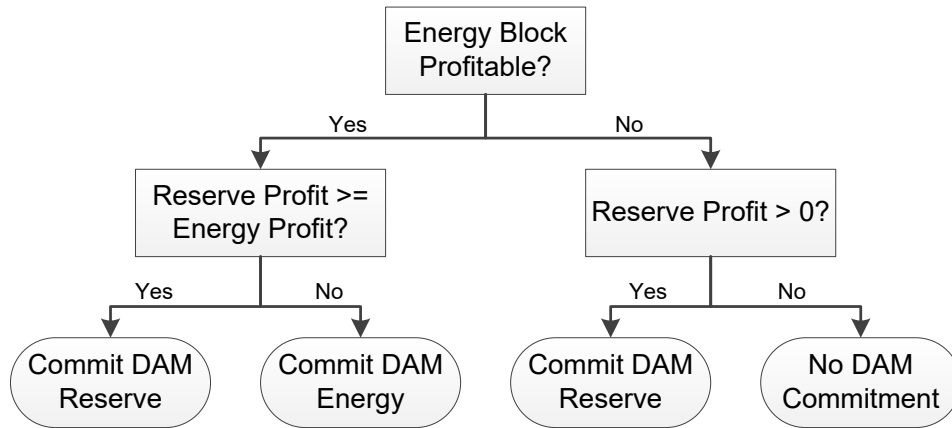 Energy Block
Profitable?
Yes
No
Reserve Profit >=
Energy Profit?
Reserve Profit > 0?
Yes
No
Yes
No
Commit DAM
Reserve
Commit DAM
Energy
Commit DAM
Reserve
No DAM
Commitment